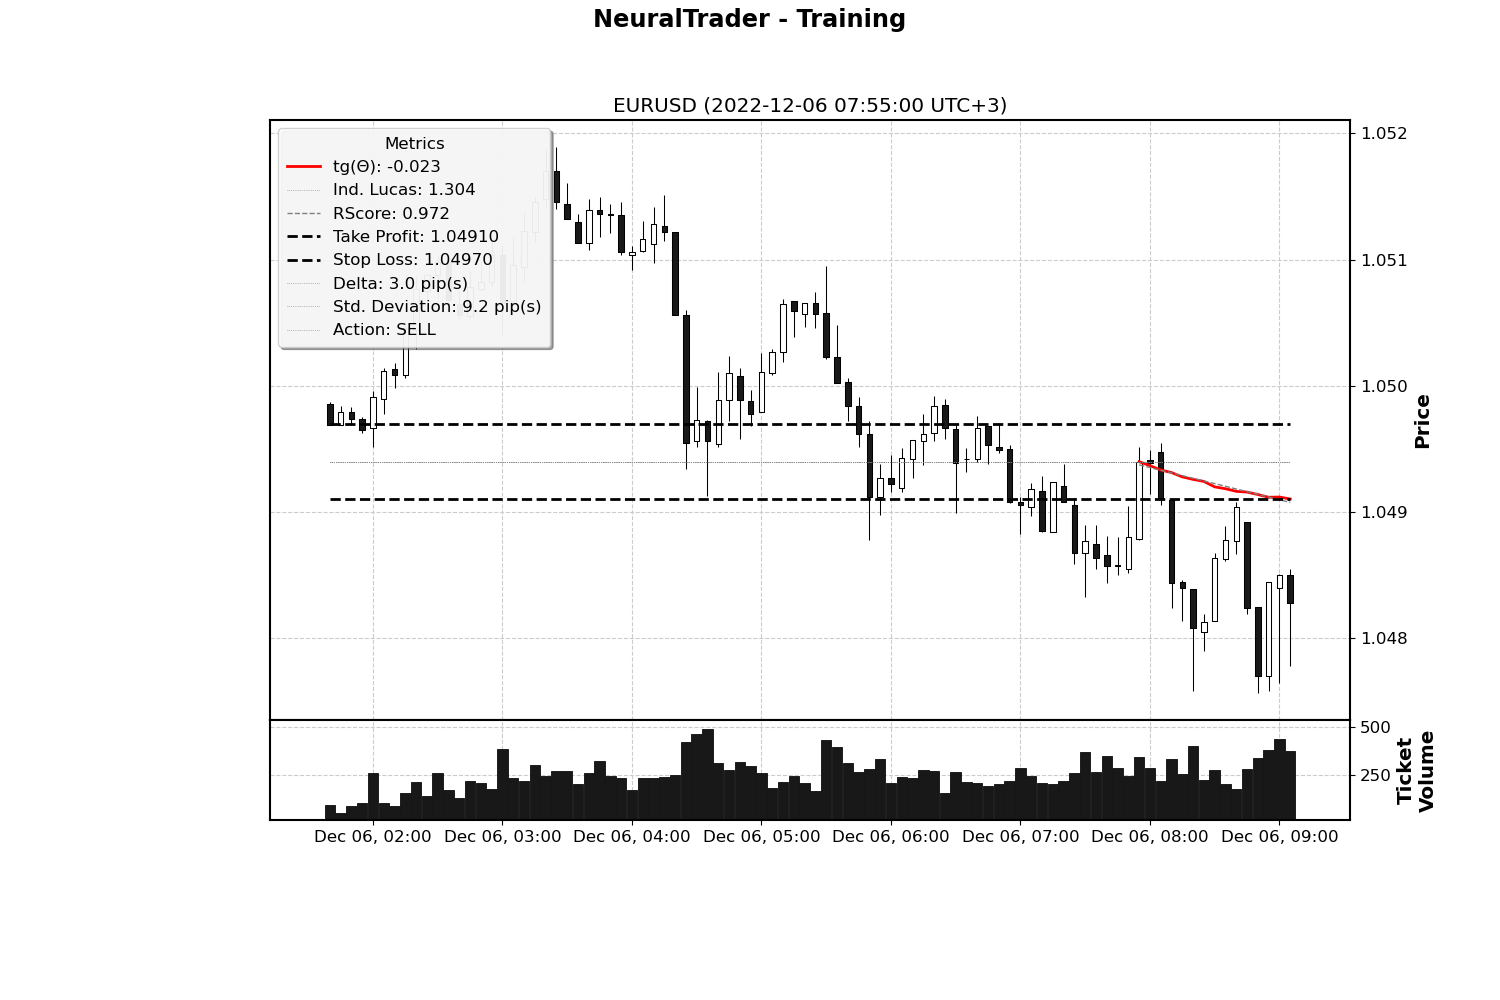 NeuralTrader - Training
EURUSD (2022-12-06 07:55:00 UTC+3)
Metrics
tg(Θ): -0.023
Ind. Lucas: 1.304
RScore: 0.972
Take Profit: 1.04910
Stop Loss: 1.04970
Delta: 3.0 pip(s)
Std. Deviation: 9.2 pip(s)
Action: SELL
1.052
1.051
1.050
1.049
1.048
Price
500
250
Ticket
Volume
Dec 06, 02:00
Dec 06, 03:00
Dec 06, 04:00
Dec 06, 05:00
Dec 06, 06:00
Dec 06, 07:00
Dec 06, 08:00
Dec 06, 09:00